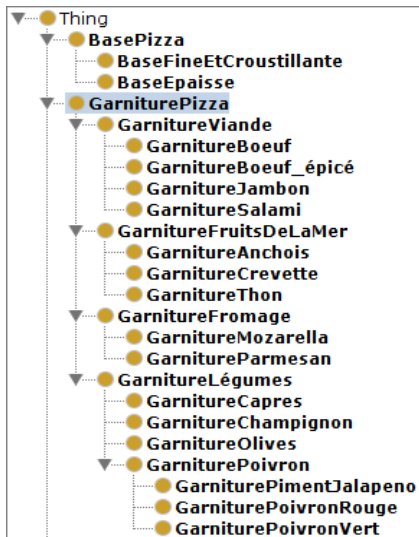 Thing
BasePizza
BaseFineEtCroustillante
BaseEpaisse
GarniturePizza
GarnitureViande
GarnitureBoeuf
GarnitureBoeuf_épicé
GarnitureJambon
GarnitureSalami
GarnitureFruitsDeLaMer
GarnitureAnchois
GarnitureCrevette
GarnitureThon
GarnitureFromage
GarnitureMozarella
GarnitureParmesan
GarnitureLégumes
GarnitureCapres
GarnitureChampignon
GarnitureOlives
GarniturePoivron
GarniturePimentJalapeno
GarniturePoivronRouge
GarniturePoivronVert